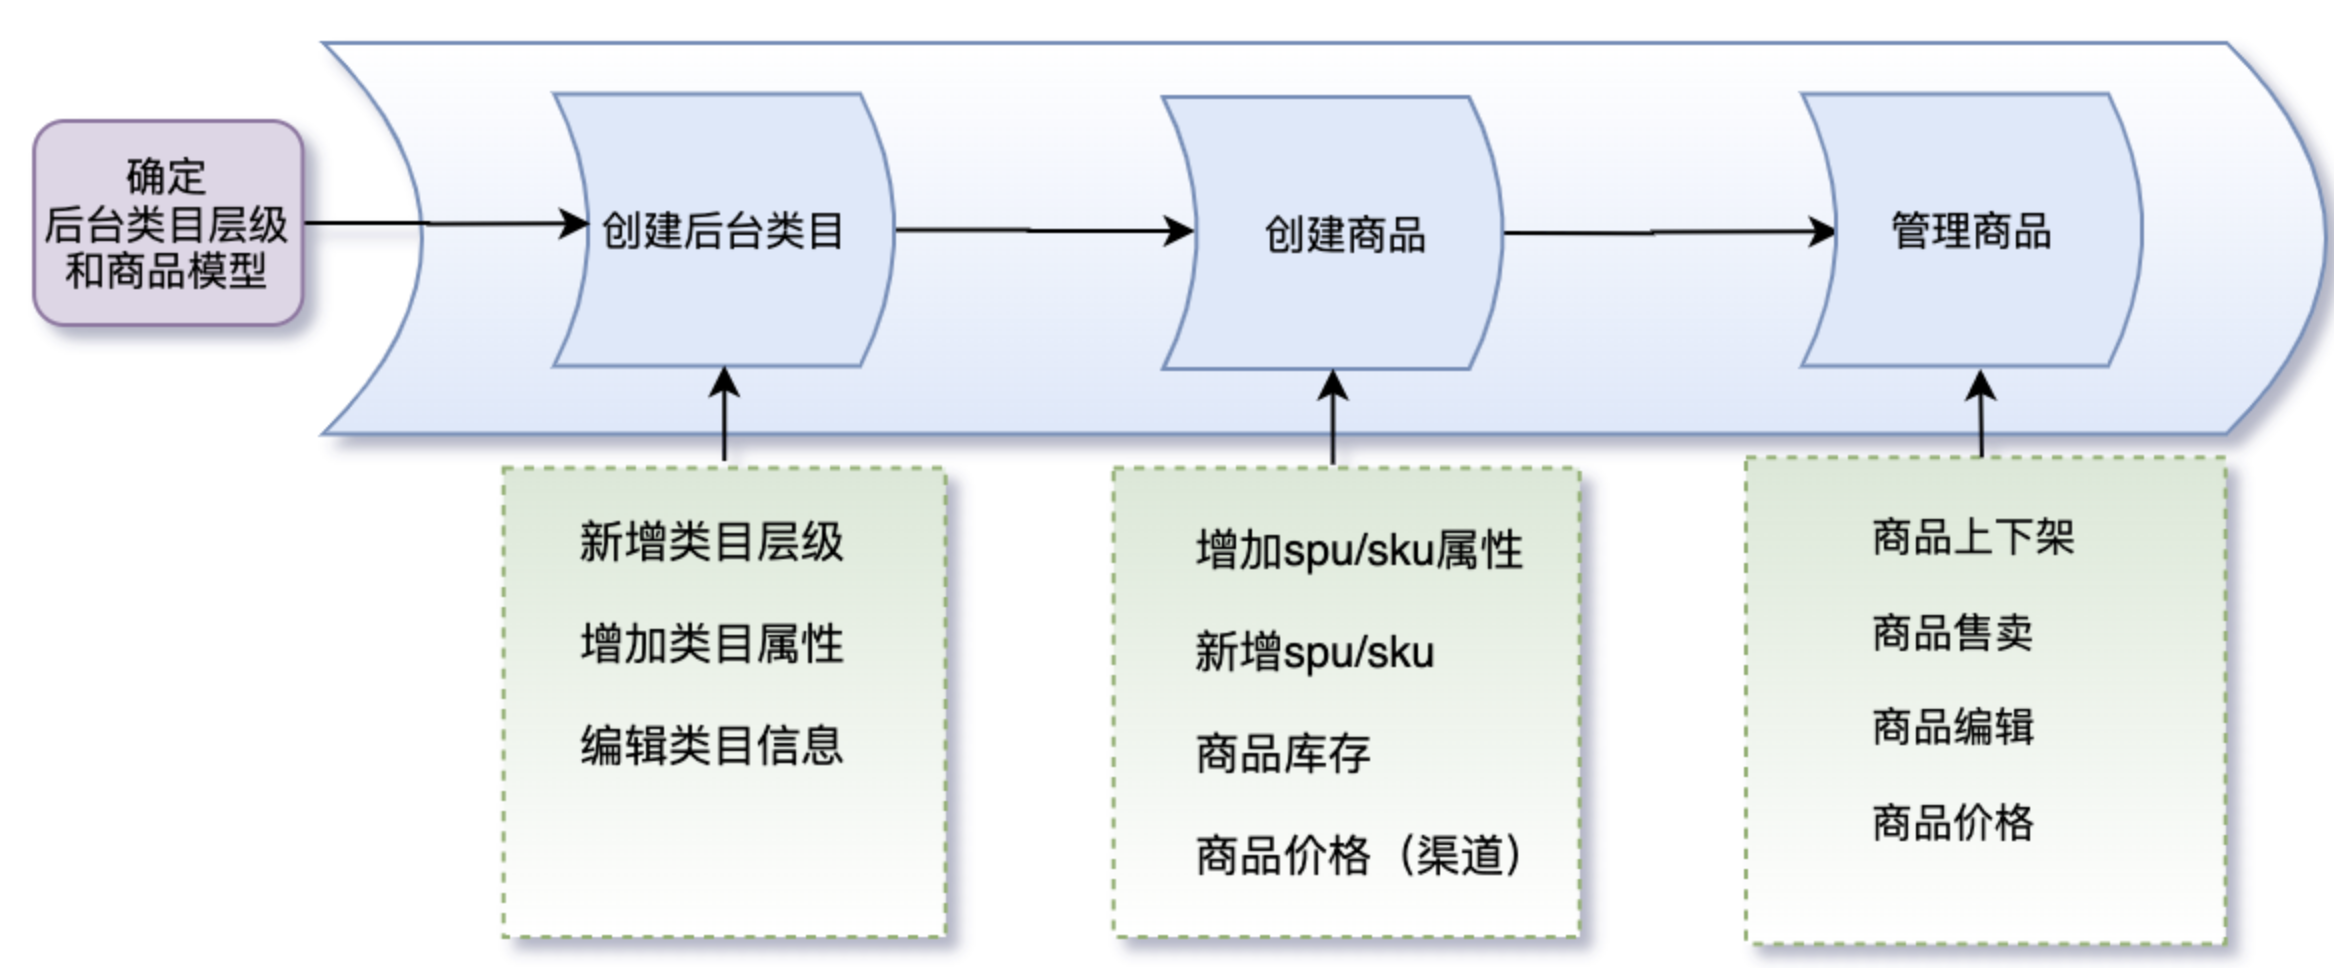 确定
后台类目层级
和商品模型
创建后台类目
创建商品
管理商品
新增类目层级
增加类目属性
编辑类目信息
增加spu/sku属性
新增spu/sku
商品库存
商品价格（渠道）
商品上下架
商品售卖
商品编辑
商品价格